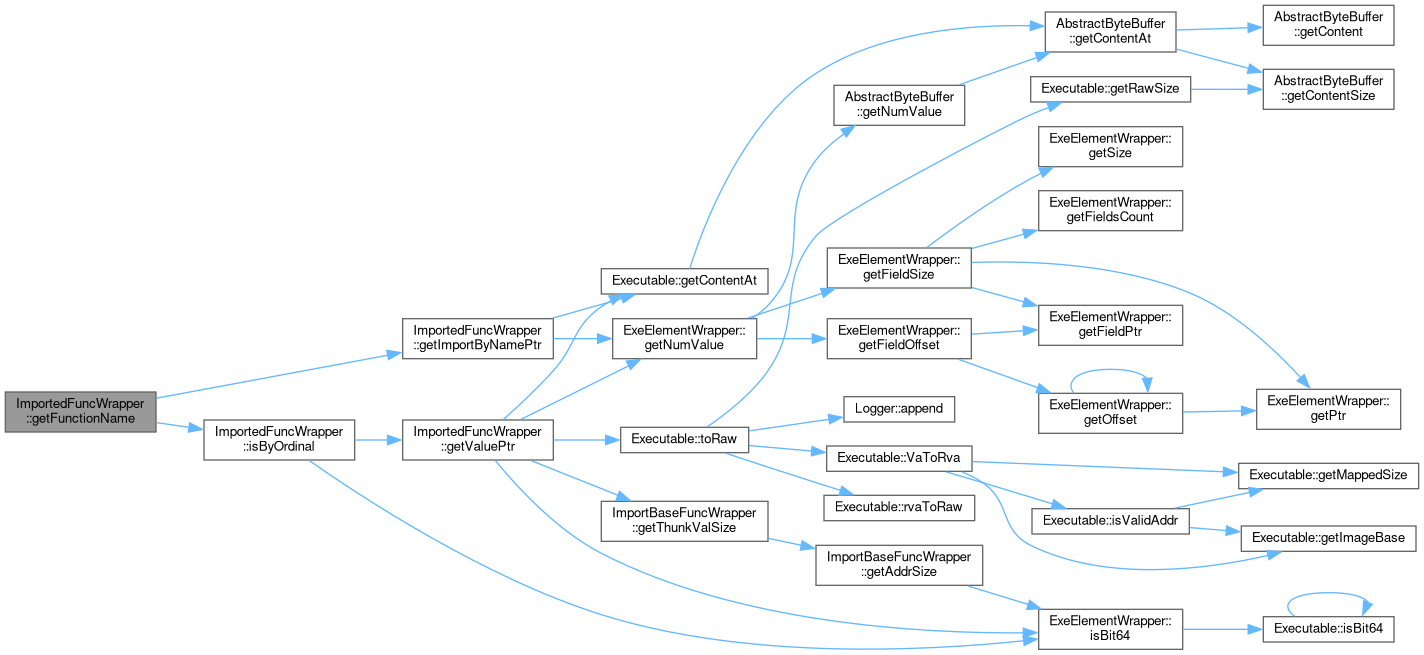 ImportedFuncWrapper
::getFunctionName
ImportedFuncWrapper
::getImportByNamePtr
ImportedFuncWrapper
::isByOrdinal
ImportedFuncWrapper
::getValuePtr
Executable::getContentAt
ExeElementWrapper::
getNumValue
Executable::toRaw
ImportBaseFuncWrapper
::getThunkValSize
AbstractByteBuffer
::getNumValue
ExeElementWrapper::
getFieldSize
ExeElementWrapper::
getFieldOffset
Logger::append
Executable::VaToRva
Executable::rvaToRaw
ImportBaseFuncWrapper
::getAddrSize
AbstractByteBuffer
::getContentAt
Executable::getRawSize
ExeElementWrapper::
getSize
ExeElementWrapper::
getFieldsCount
ExeElementWrapper::
getFieldPtr
ExeElementWrapper::
getOffset
Executable::isValidAddr
ExeElementWrapper::
isBit64
AbstractByteBuffer
::getContent
AbstractByteBuffer
::getContentSize
ExeElementWrapper::
getPtr
Executable::getMappedSize
Executable::getImageBase
Executable::isBit64